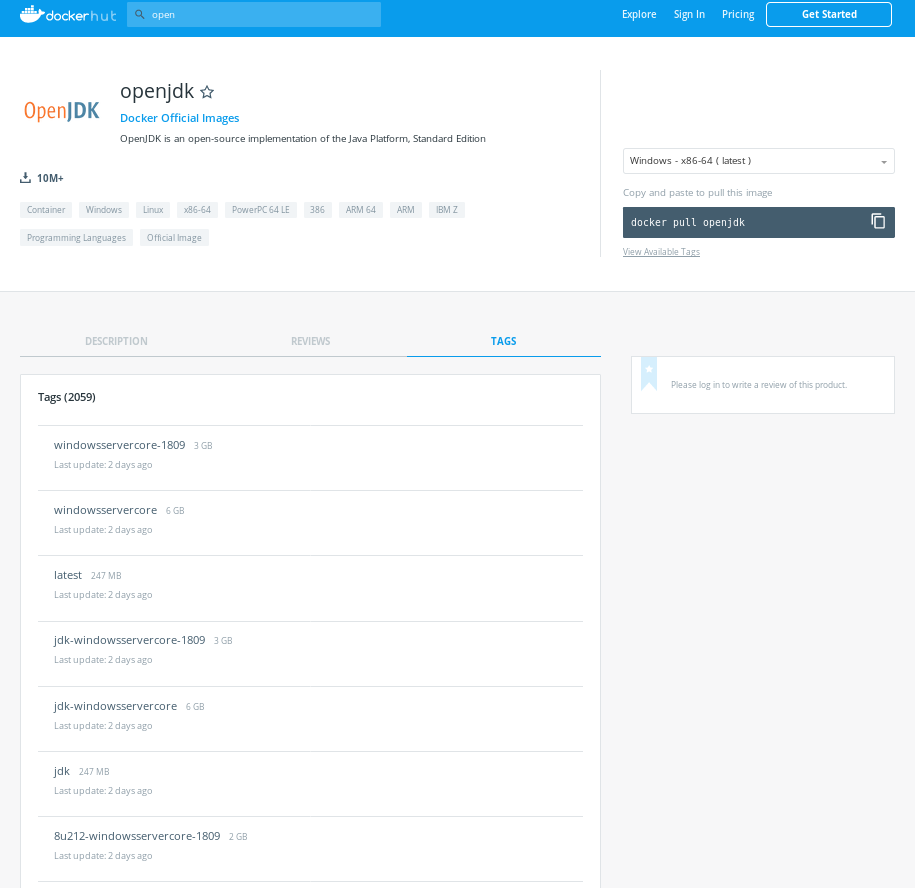 docker hub
open
Explore
Sign In
Pricing
Get Started
OpenJDK
openjdk
Docker Official Images
OpenJDK is an open-source implementation of the Java Platform, Standard Edition
10M+
Container
Windows
Linux
x86-64
PowerPC 64 LE
386
ARM 64
ARM
IBM Z
Programming Languages
Official Image
Windows - x86-64 ( latest )
Copy and paste to pull this image
docker pull openjdk
View Available Tags
DESCRIPTION
REVIEWS
TAGS
Tags (2059)
windowsservercore-1809 3 GB
Last update: 2 days ago
windowsservercore 6 GB
Last update: 2 days ago
latest 247 MB
Last update: 2 days ago
jdk-windowsservercore-1809 3 GB
Last update: 2 days ago
jdk-windowsservercore 6 GB
Last update: 2 days ago
jdk 247 MB
Last update: 2 days ago
8u212-windowsservercore-1809 2 GB
Last update: 2 days ago
Please log in to write a review of this product.